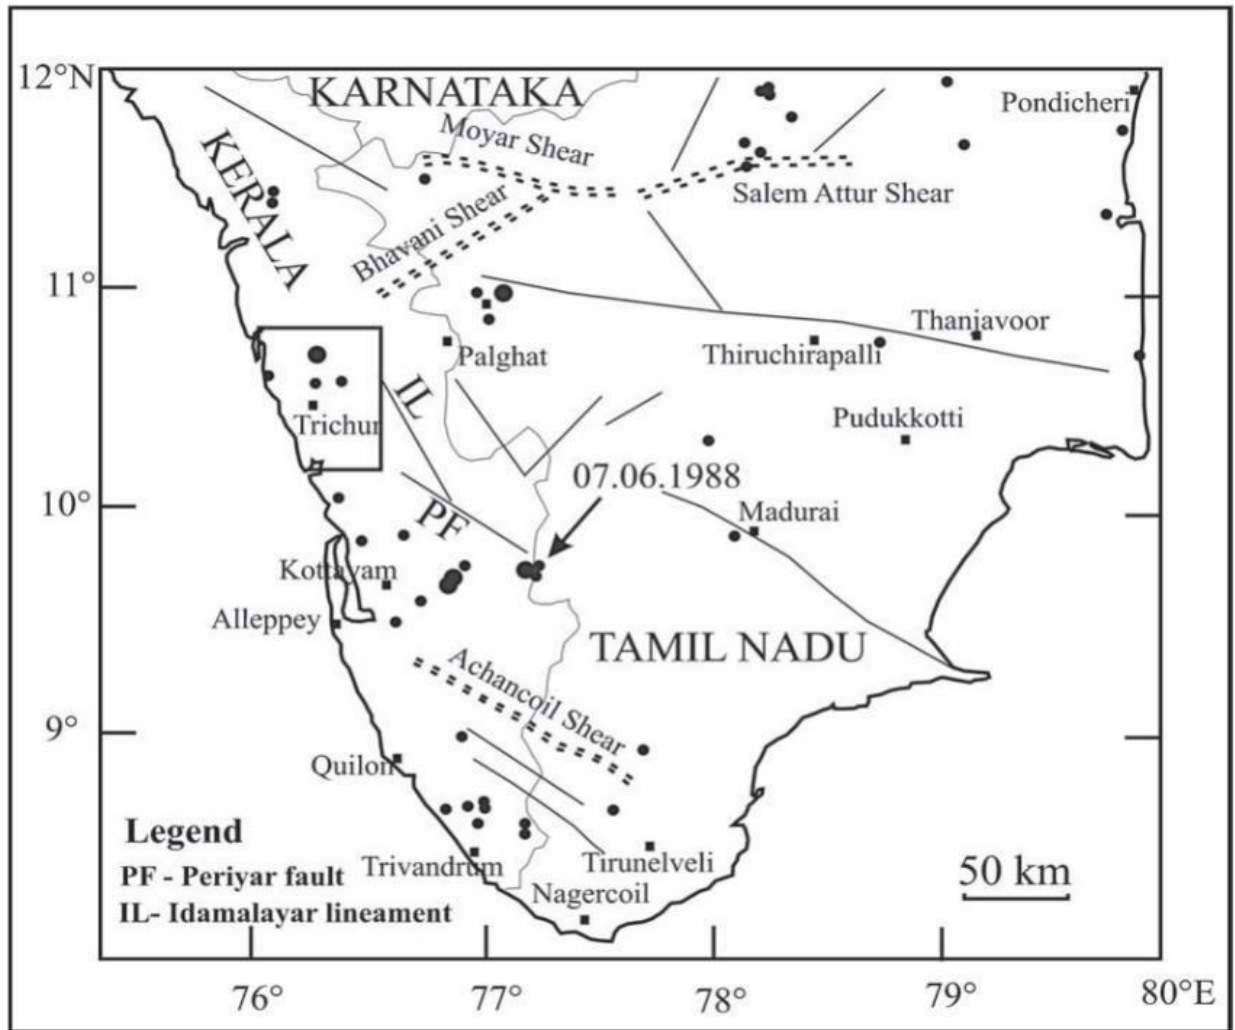 12°N
KARNATAKA
Pondicheri
Moyar Shear
KERALA
Salem Attur Shear
Bhavani Shear
11°
Thanjavoor
Palghat
Thiruchirapalli
IL
Trichur
Pudukkotti
07.06.1988
10°
PF
Madurai
Kottayam
Alleppey
TAMIL NADU
Achancoil Shear
9°
Quilon
Legend
PF - Periyar fault
Trivandrum
Tirunelveli
50 km
IL- Idamalayar lineament
Nagercoil
76°
77°
78°
79°
80°E